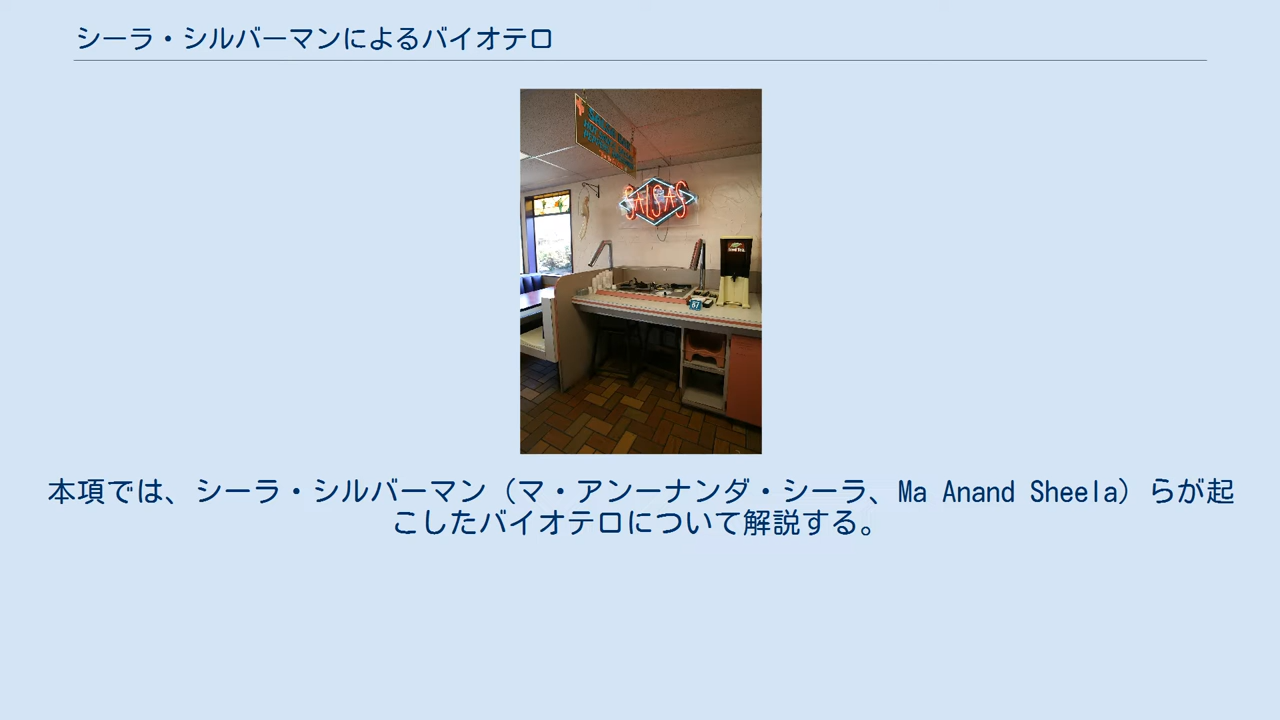 シーラ・シルバーマンによるバイオテロ
SALSAS
本項では、シーラ・シルバーマン（マ・アンーナンダ・シーラ、Ma Anand Sheela）らが起
こしたバイオテロについて解説する。